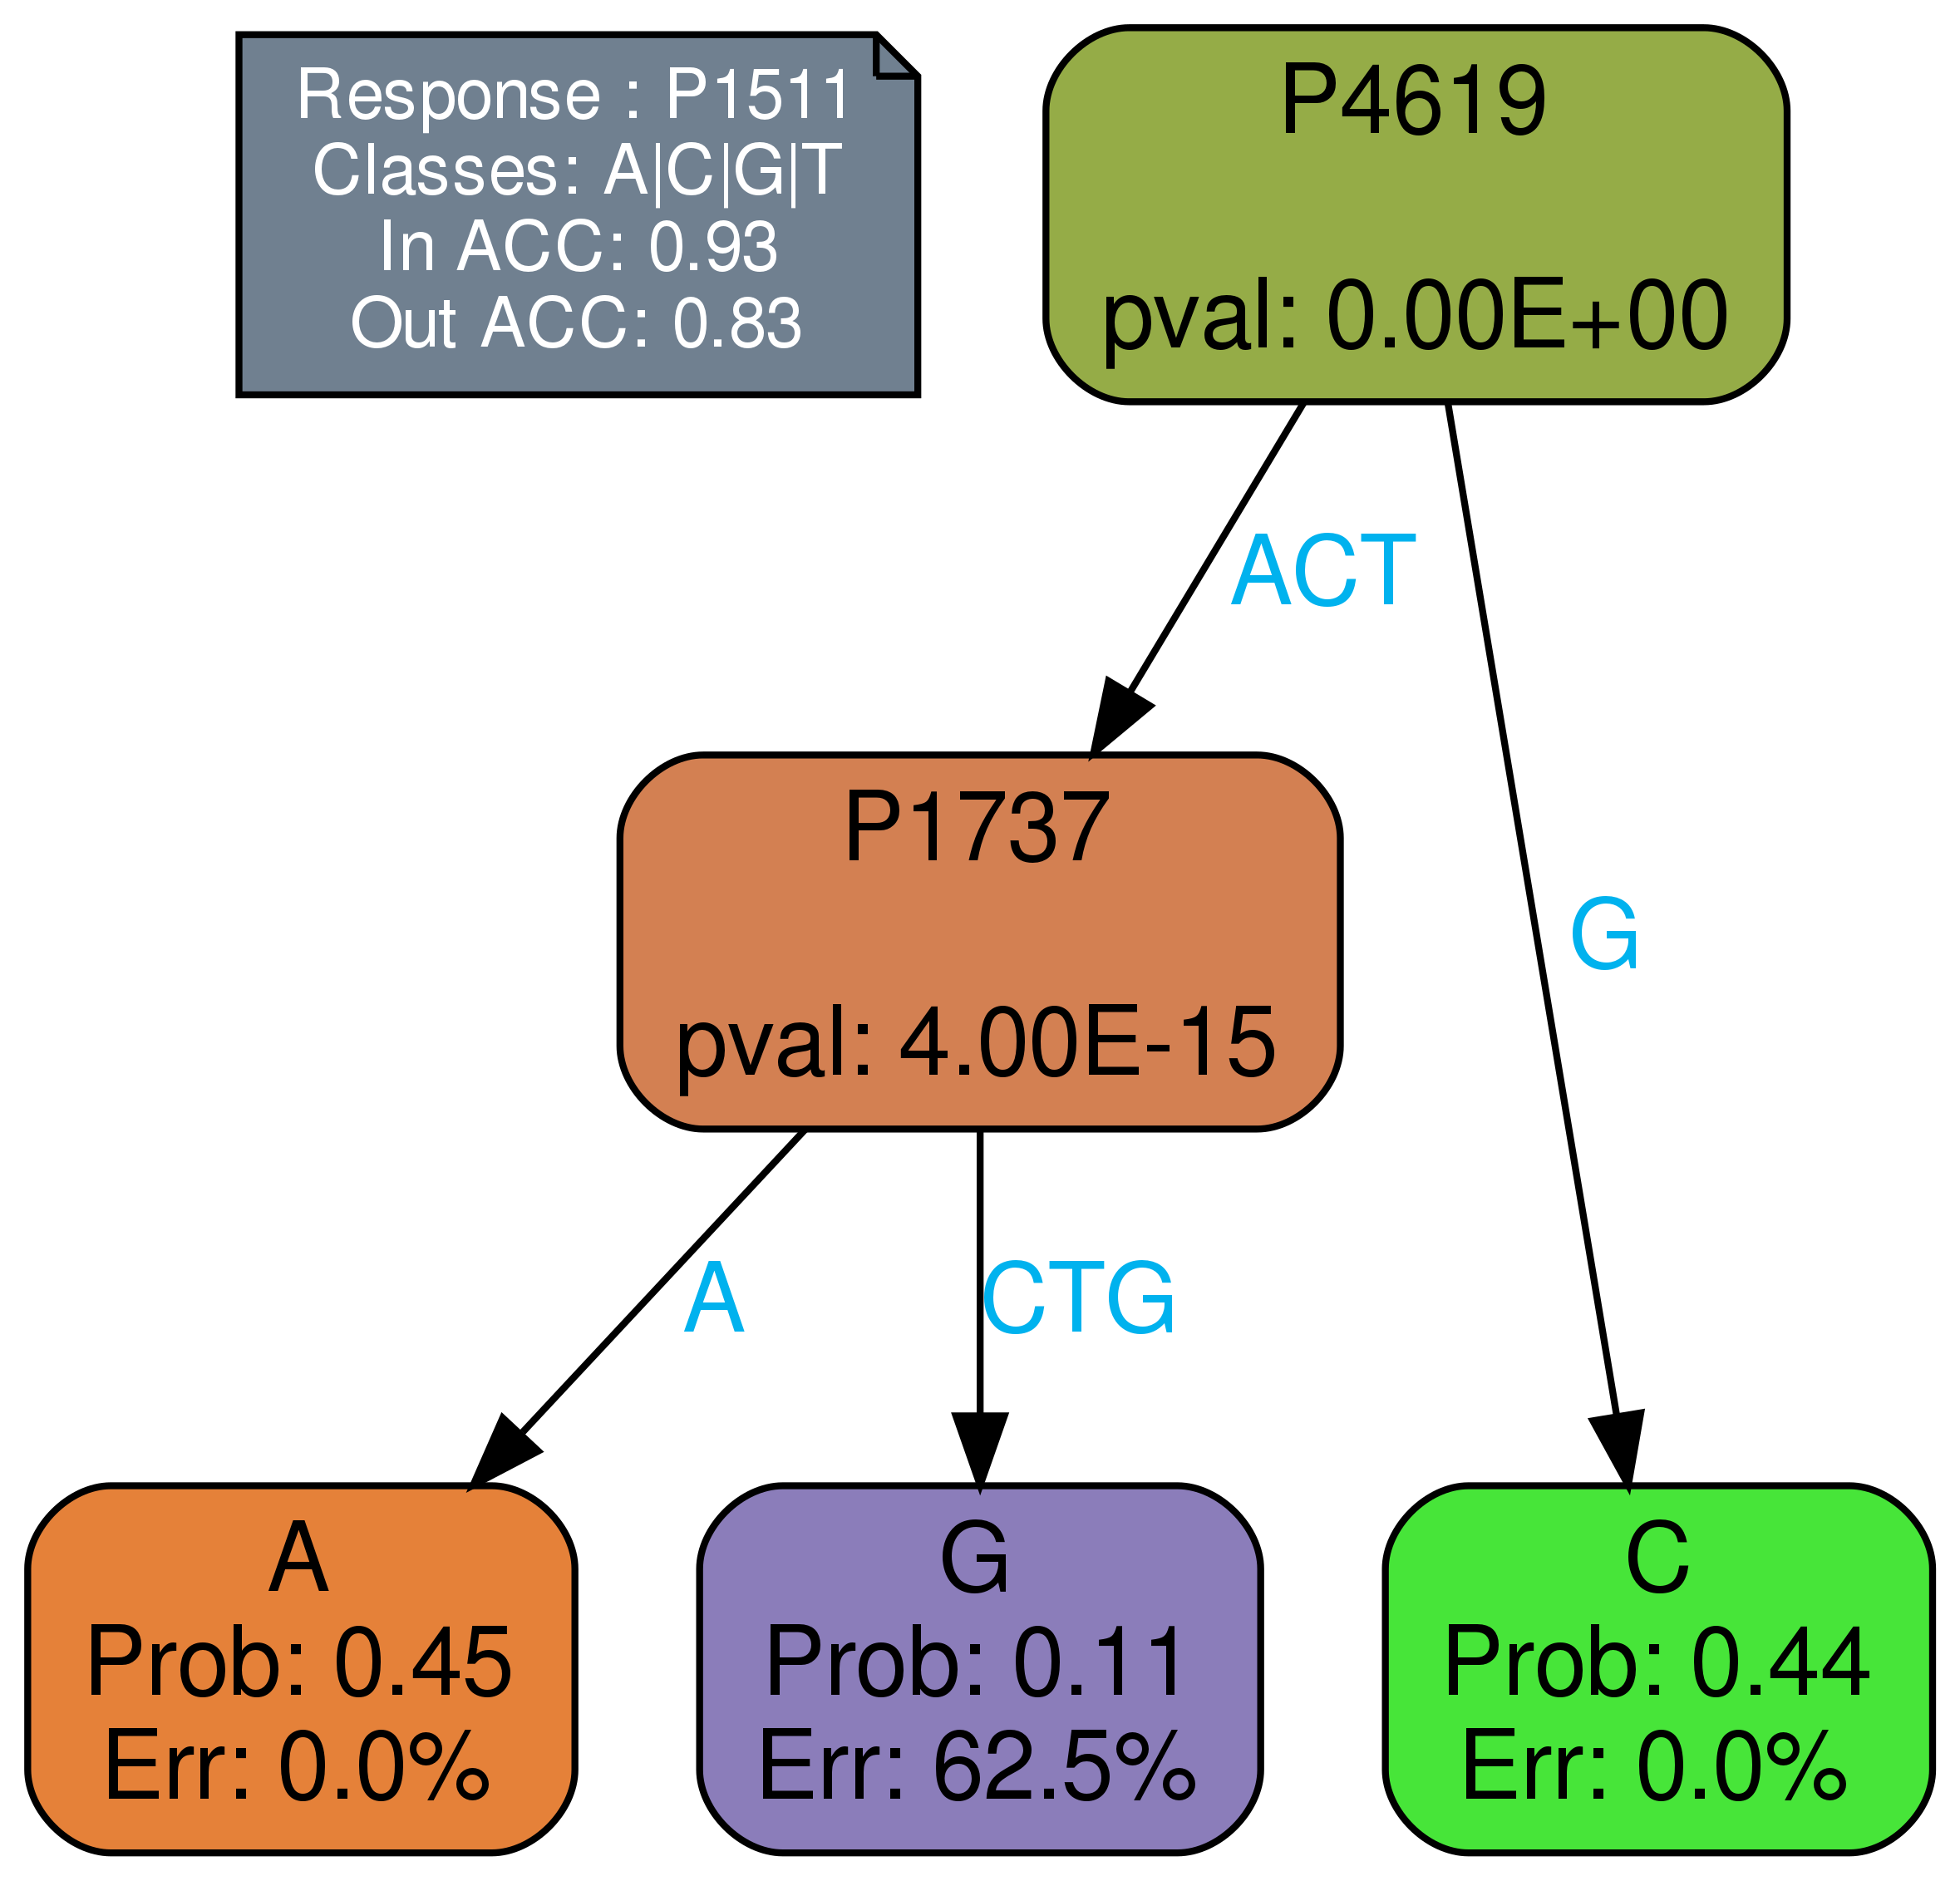 Response : P1511
Classes: A|C|G|T
In ACC: 0.93
Out ACC: 0.83
P4619
pval: 0.00E+00
ACT
P1737
pval: 4.00E-15
G
A
CTG
A
Prob: 0.45
Err: 0.0%
G
Prob: 0.11
Err: 62.5%
C
Prob: 0.44
Err: 0.0%